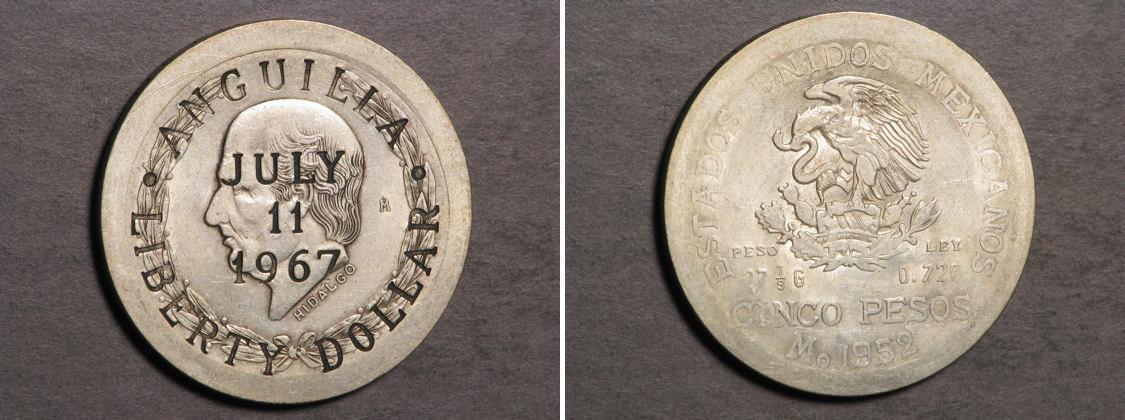 ANGUILLA
JULY
11
1967
LIBERTY DOLLAR
HIDALGO
M
ESTADOS UNIDOS MEXICANOS
PESO LEY
27 7/9 G 0.720
CINCO PESOS
Mo 1952